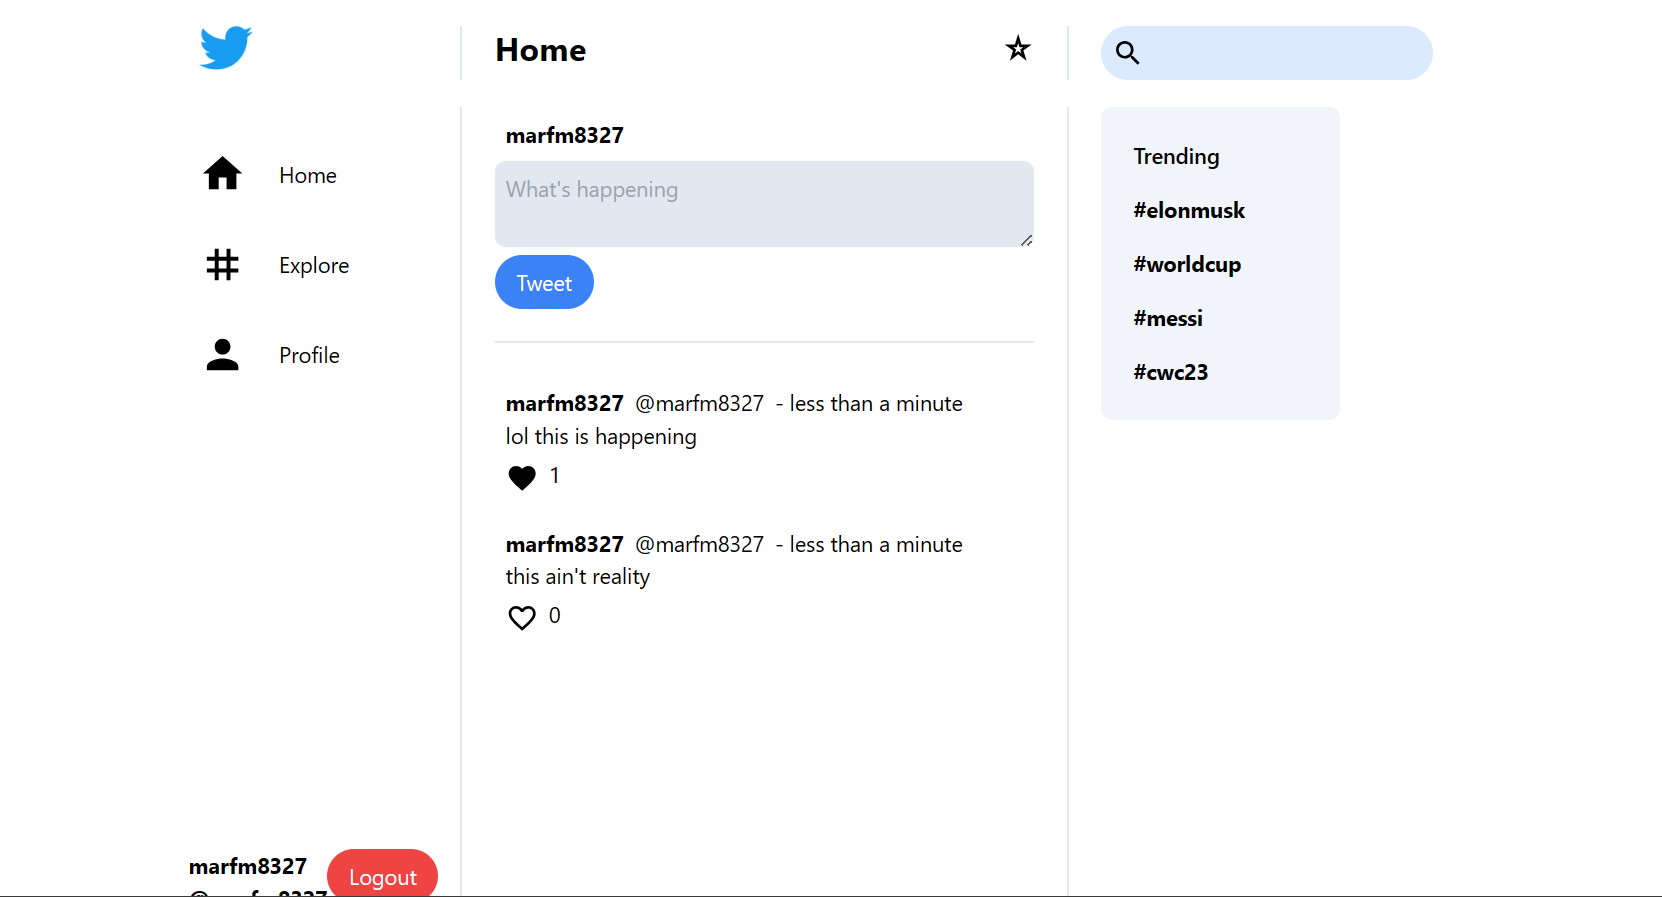 Home
Home
Explore
Profile
marfm8327
What's happening
Tweet
marfm8327 @marfm8327 - less than a minute
lol this is happening
1
marfm8327 @marfm8327 - less than a minute
this ain't reality
0
Trending
#elonmusk
#worldcup
#messi
#cwc23
marfm8327
Logout